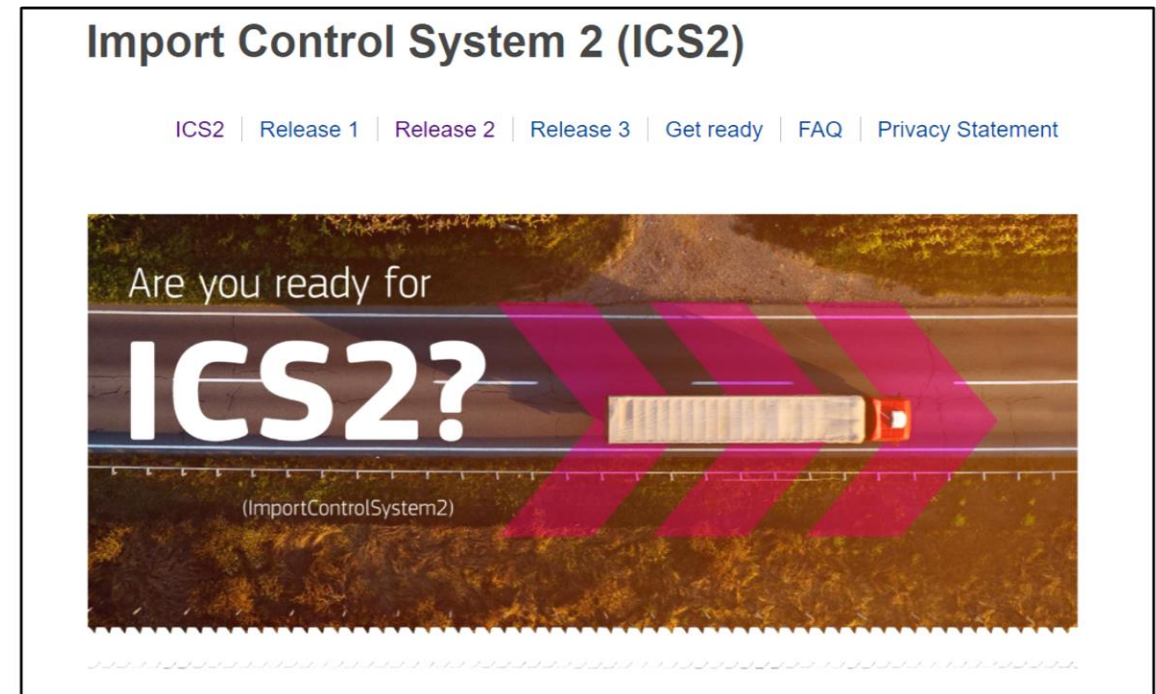 Import Control System 2 (ICS2)
ICS2 | Release 1 | Release 2 | Release 3 | Get ready | FAQ | Privacy Statement
Are you ready for
ICS2?
(ImportControlSystem2)